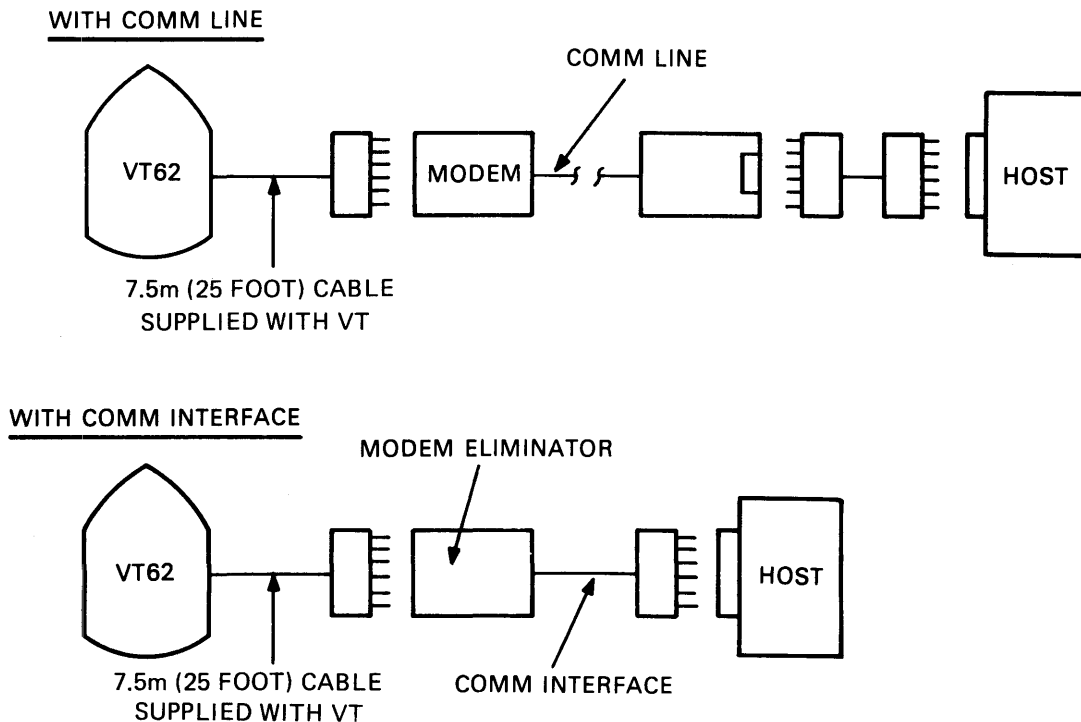 WITH COMM LINE
COMM LINE
VT62
MODEM
HOST
7.5m (25 FOOT) CABLE
SUPPLIED WITH VT
WITH COMM INTERFACE
MODEM ELIMINATOR
VT62
HOST
7.5m (25 FOOT) CABLE
SUPPLIED WITH VT
COMM INTERFACE